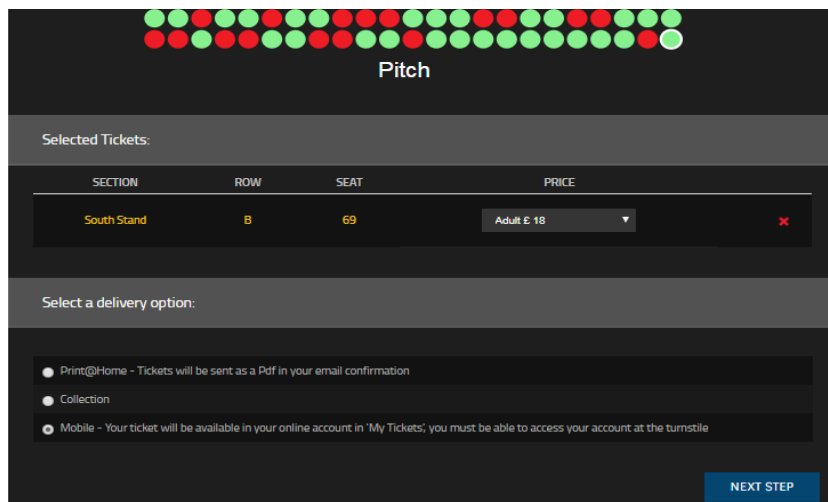 Pitch
Selected Tickets:
SECTION ROW SEAT PRICE
South Stand B 69 Adult £ 18
Select a delivery option:
Print@Home - Tickets will be sent as a Pdf in your email confirmation
Collection
Mobile - Your ticket will be available in your online account in 'My Tickets', you must be able to access your account at the turnstile
NEXT STEP